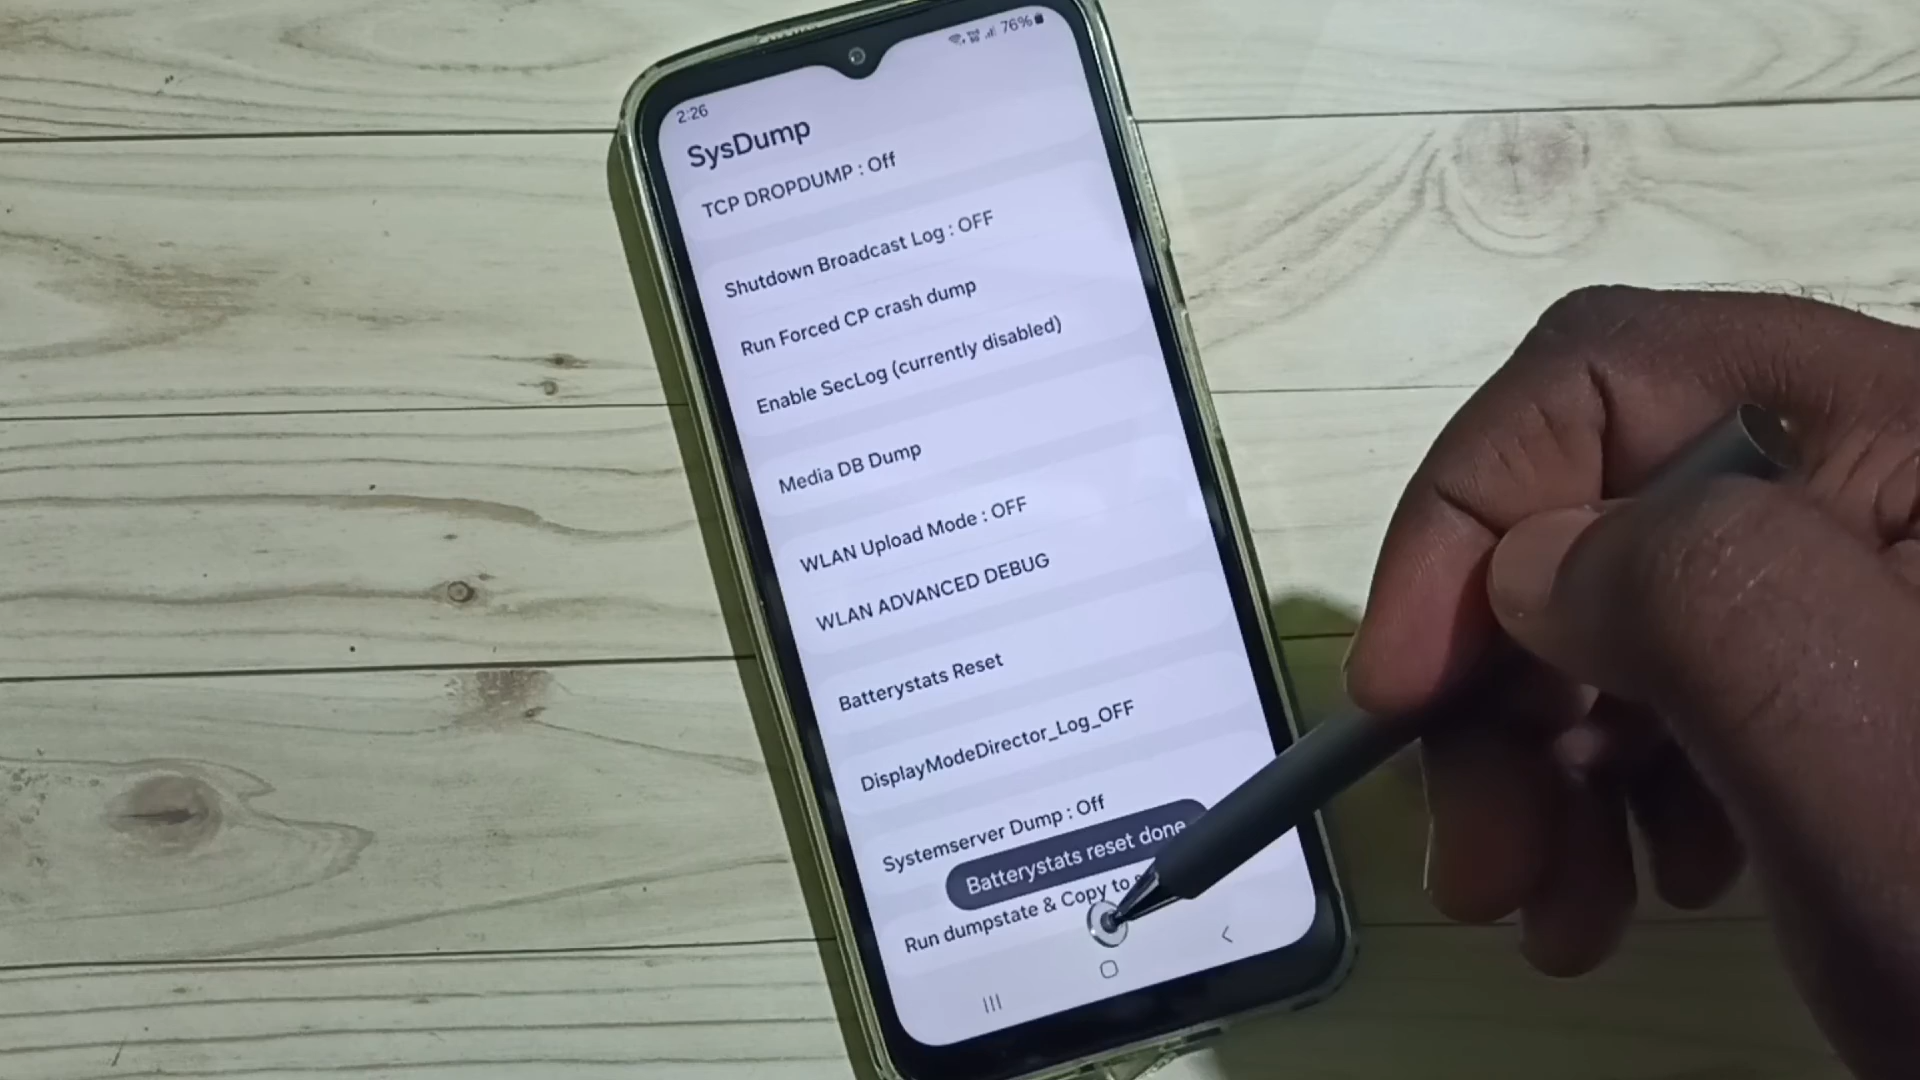 76%
2:26
SysDump
TCP DROPDUMP : Off
Shutdown Broadcast Log : OFF
Run Forced CP crash dump
Enable SecLog (currently disabled)
Media DB Dump
WLAN Upload Mode : OFF
WLAN ADVANCED DEBUG
Batterystats Reset
DisplayModeDirector_Log_OFF
Systemserver Dump : Off
Batterystats reset done
Run dumpstate & Copy to